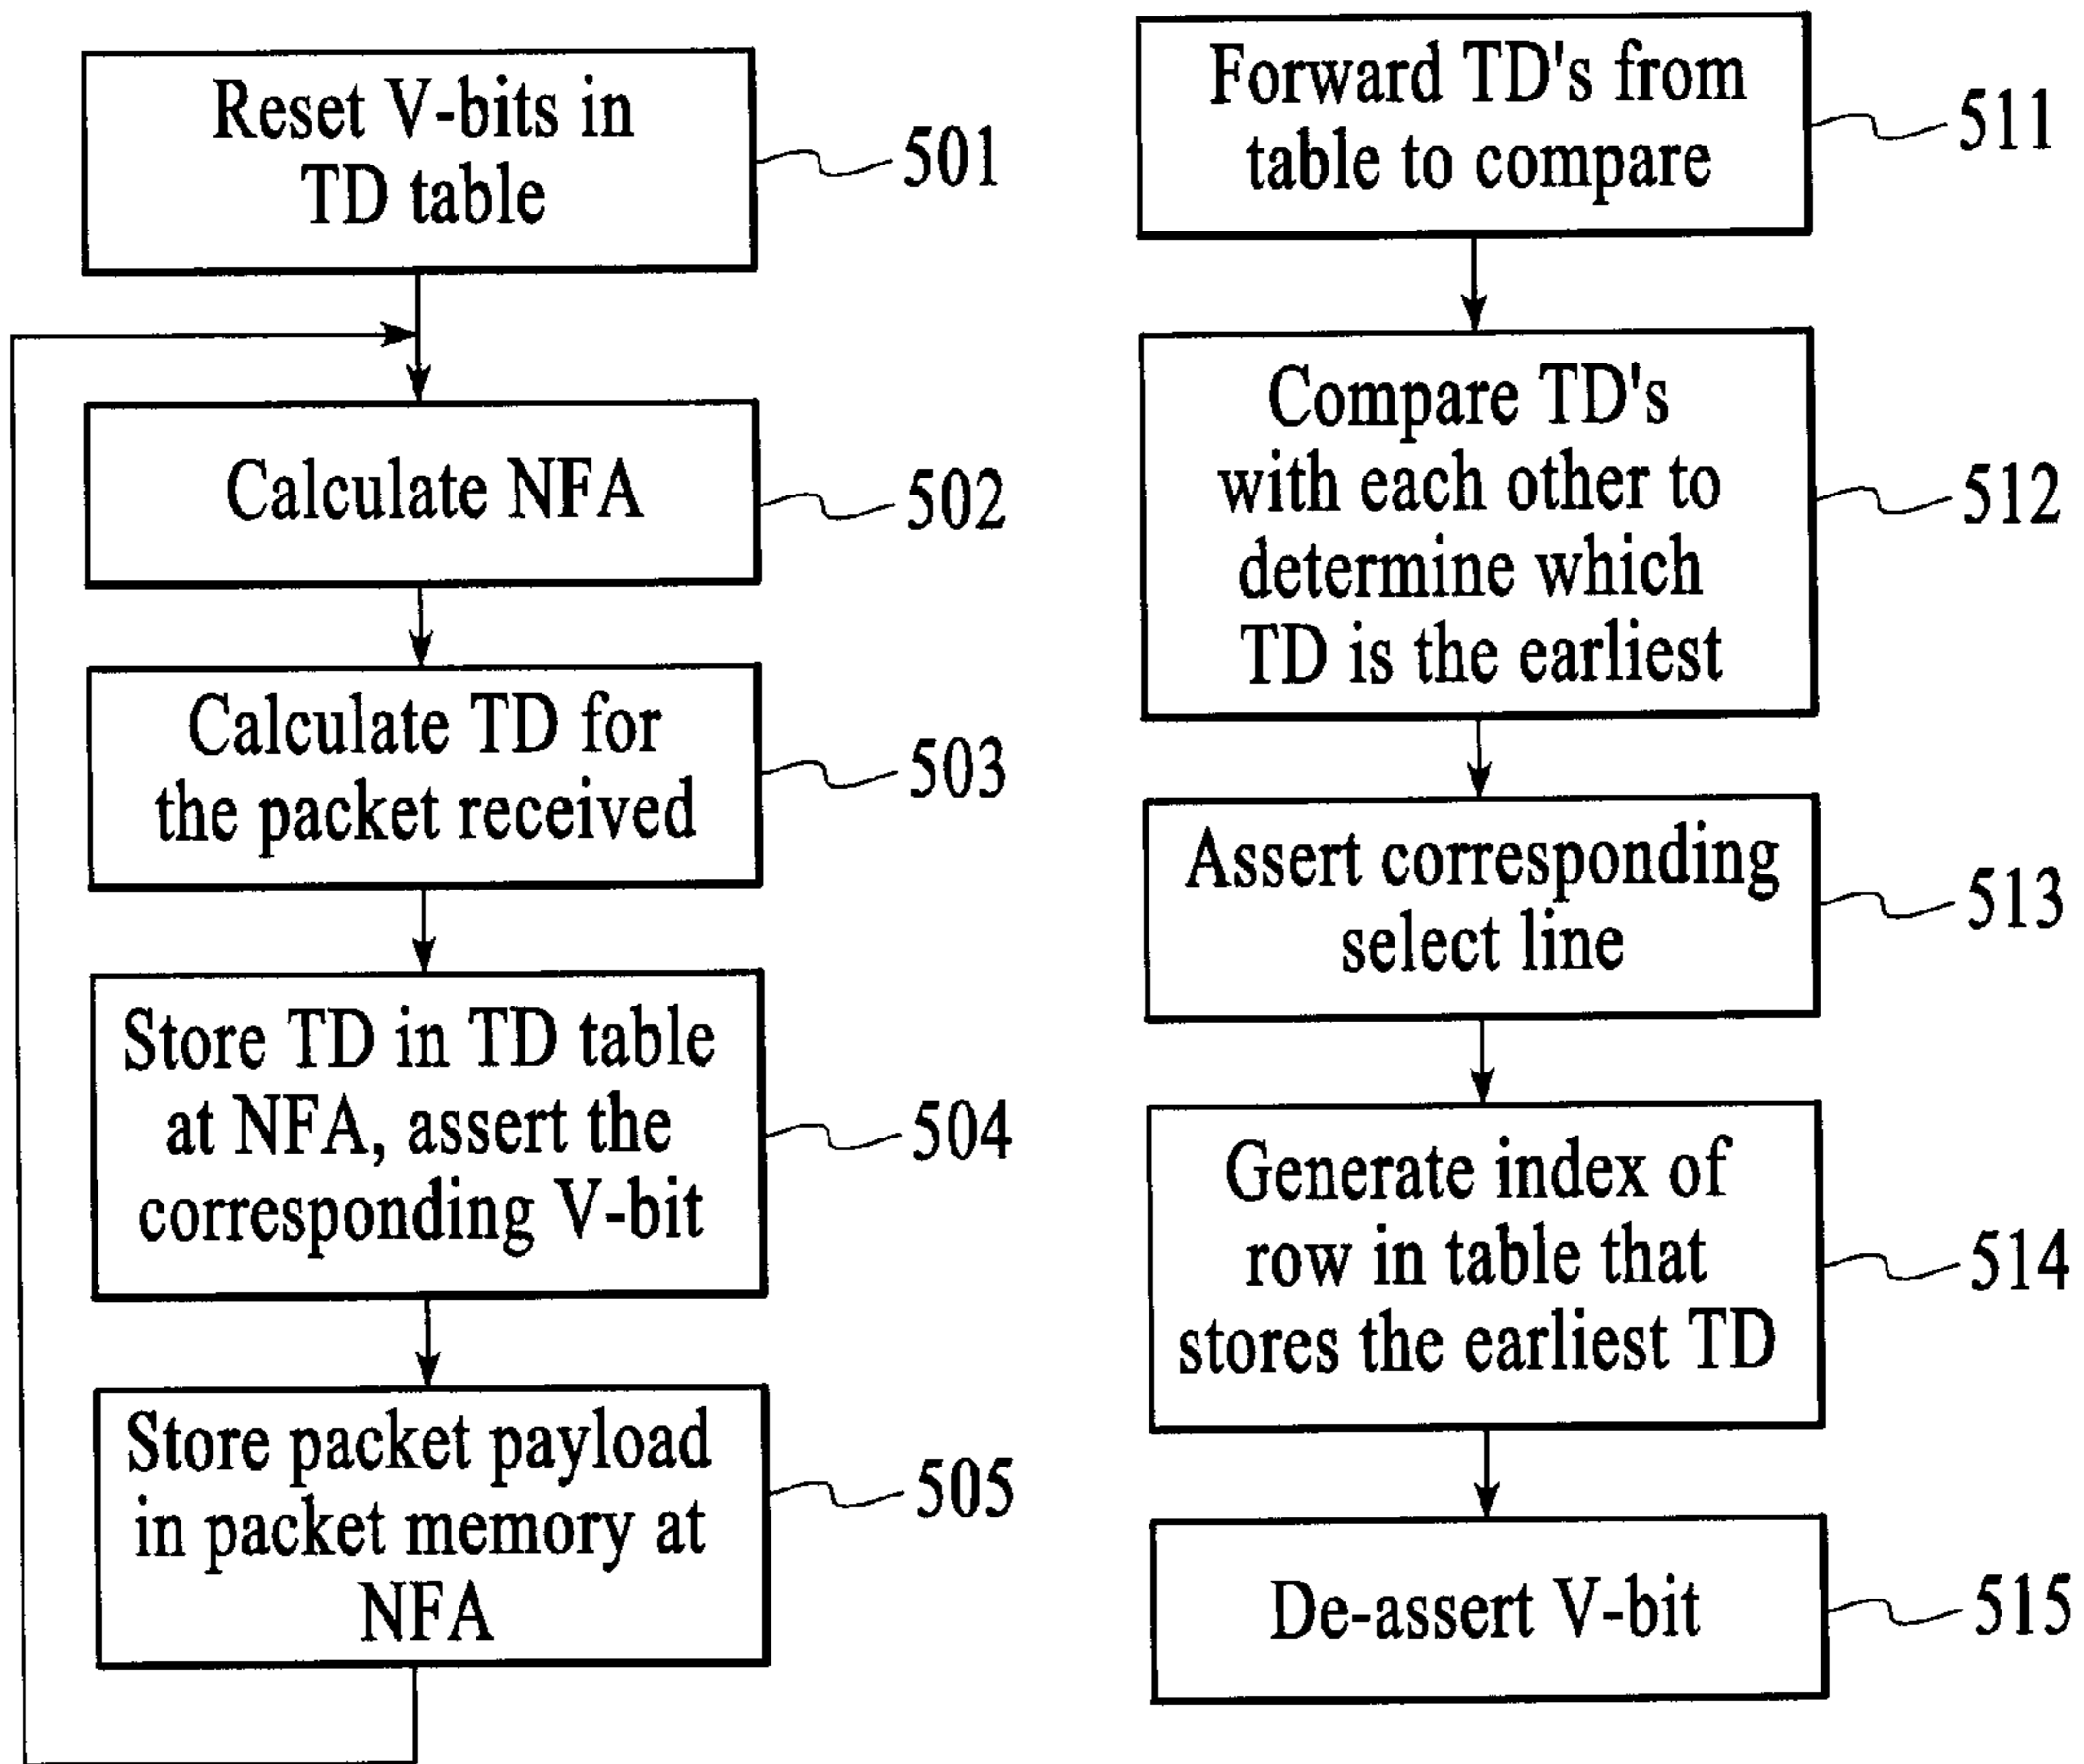 Reset V-bits in
TD table
501
Calculate NFA
502
Calculate TD for
the packet received
503
Store TD in TD table
at NFA, assert the
corresponding V-bit
504
Store packet payload
in packet memory at
NFA
505
Forward TD's from
table to compare
511
Compare TD's
with each other to
determine which
TD is the earliest
512
Assert corresponding
select line
513
Generate index of
row in table that
stores the earliest TD
514
De-assert V-bit
515